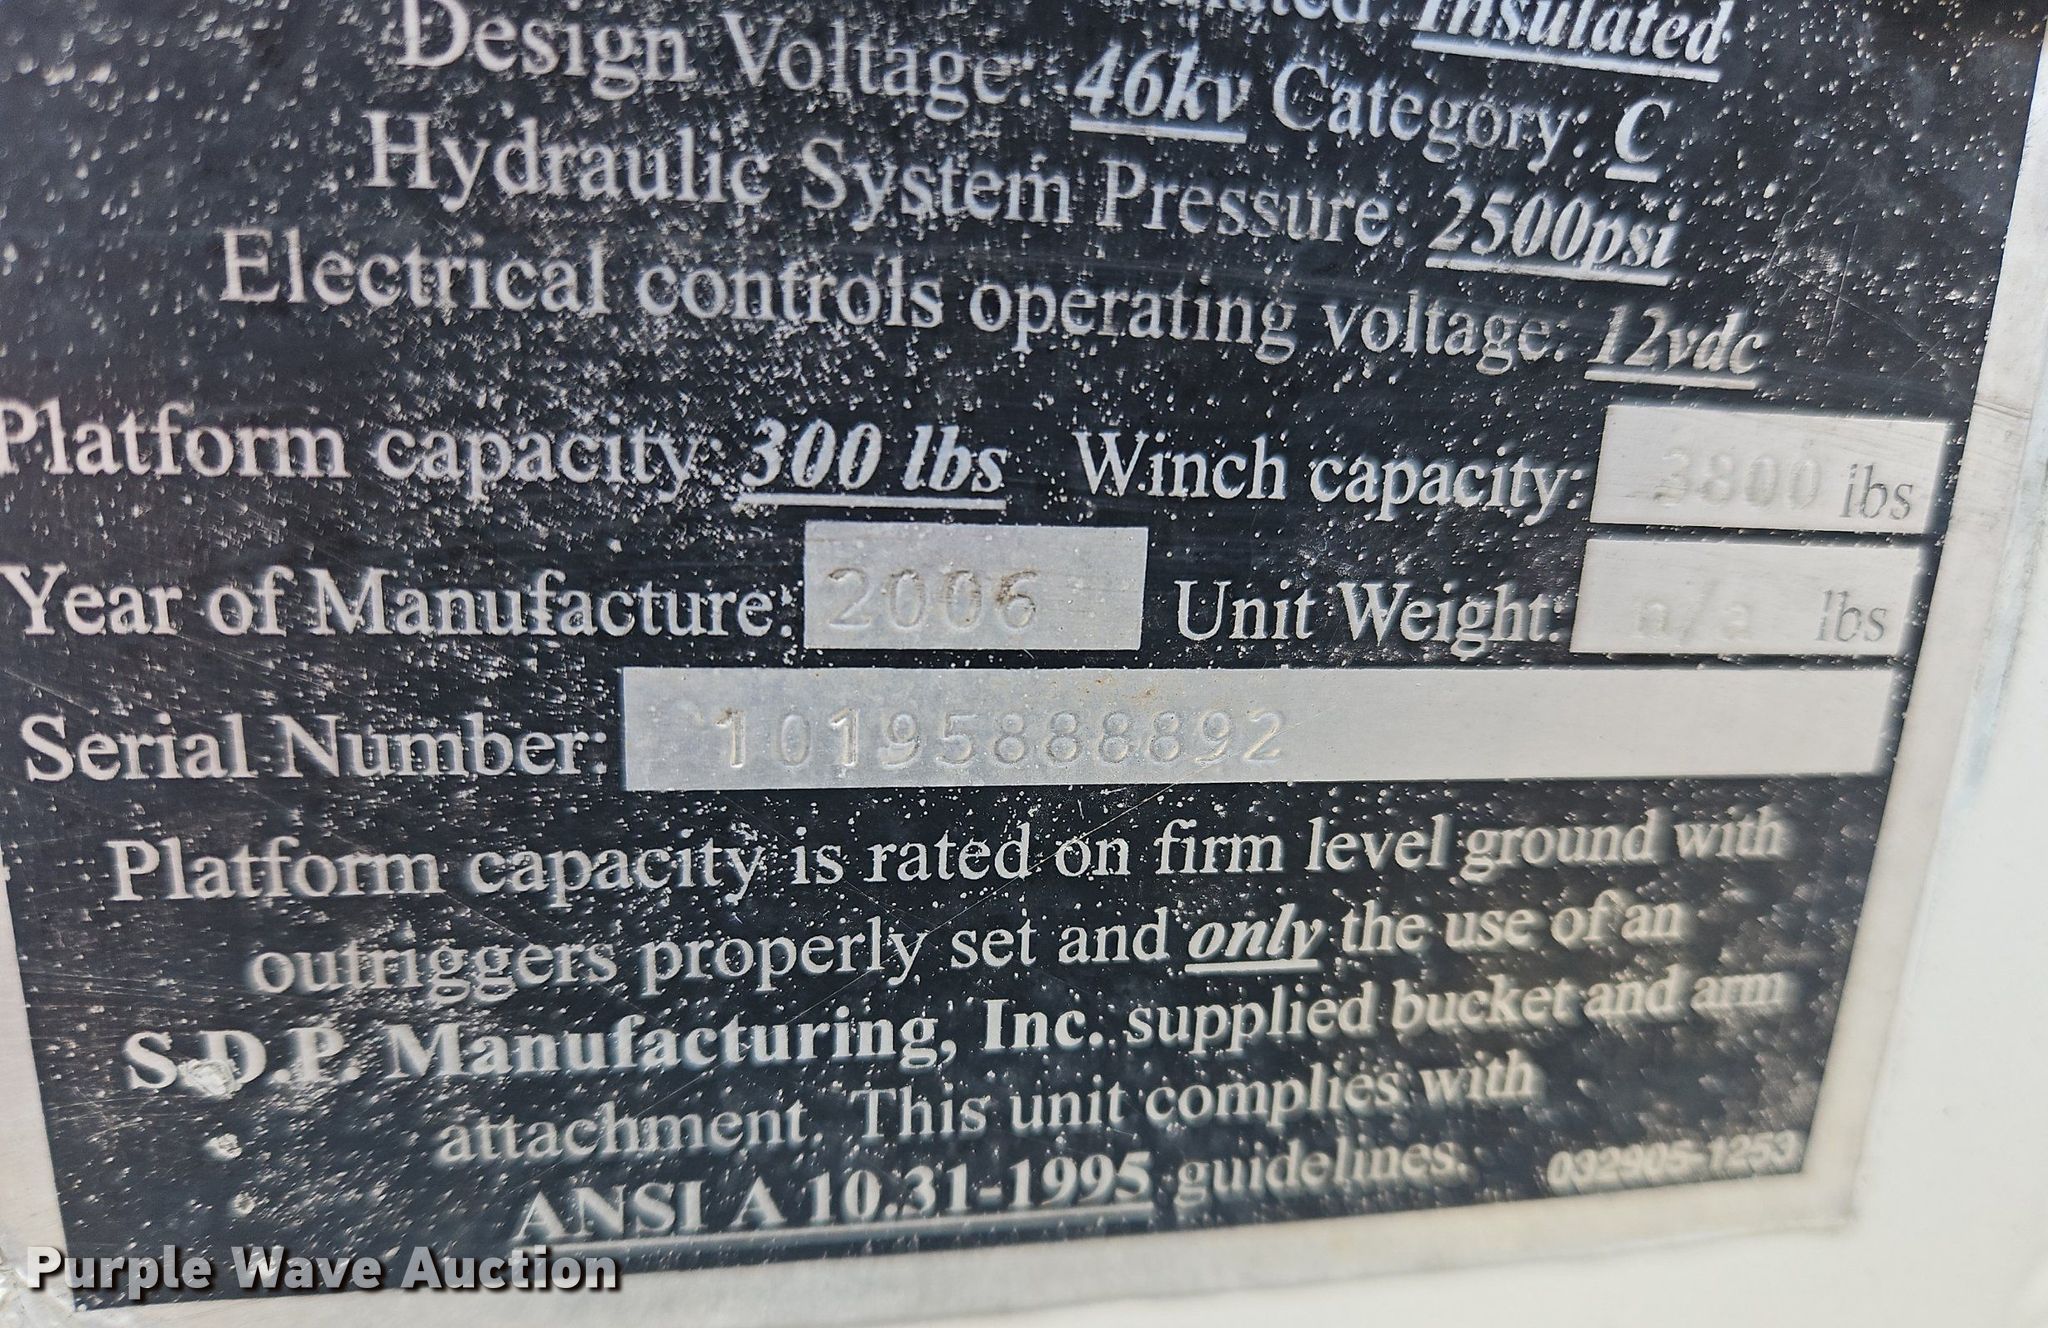 Insulated
Design Voltage: 46kv Category: C
Hydraulic System Pressure: 2500psi
Electrical controls operating voltage: 12vdc
Platform capacity: 300 lbs Winch capacity: 3800 lbs
Year of Manufacture: 2006 Unit Weight: n/a lbs
Serial Number: 10195888892
Platform capacity is rated on firm level ground with
outriggers properly set and only the use of an
S.D.P. Manufacturing, Inc. supplied bucket and arm
attachment. This unit complies with
ANSI A 10.31-1995 guidelines.
032905-1253
Purple Wave Auction